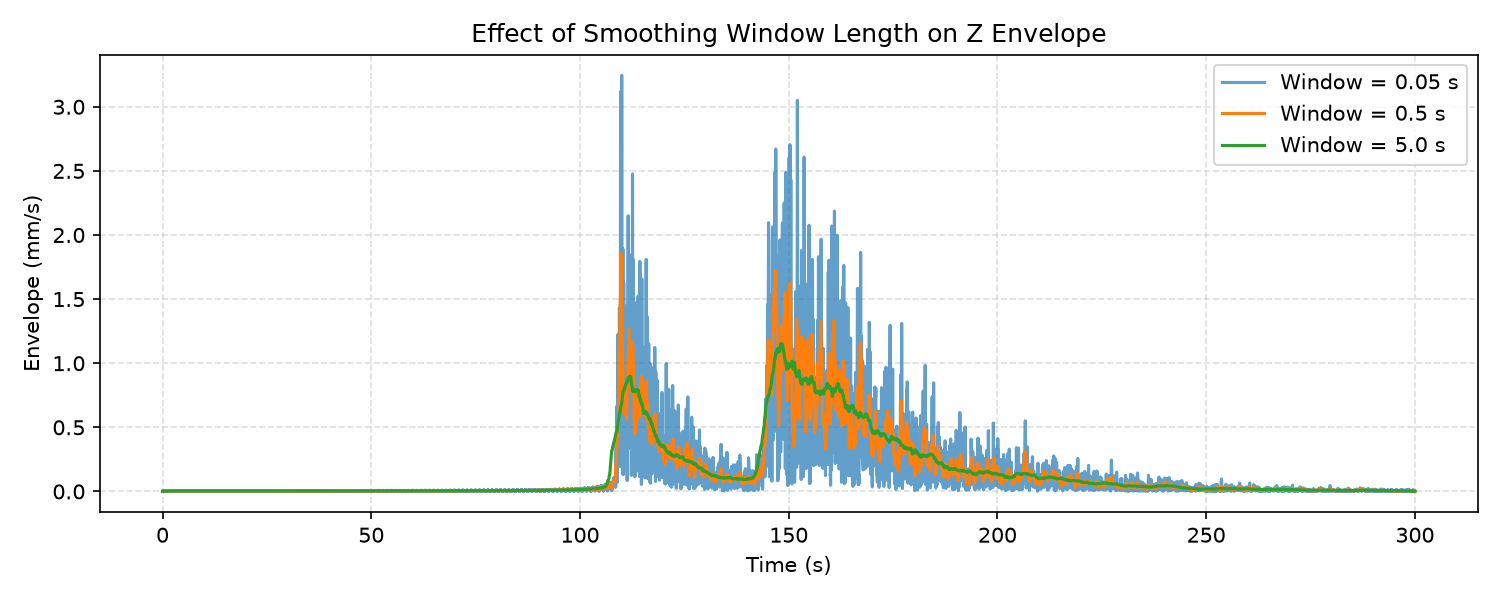 Effect of Smoothing Window Length on Z Envelope
Window = 0.05 s
Window = 0.5 s
Window = 5.0 s
Envelope (mm/s)
3.0
2.5
2.0
1.5
1.0
0.5
0.0
0 50 100 150 200 250 300
Time (s)